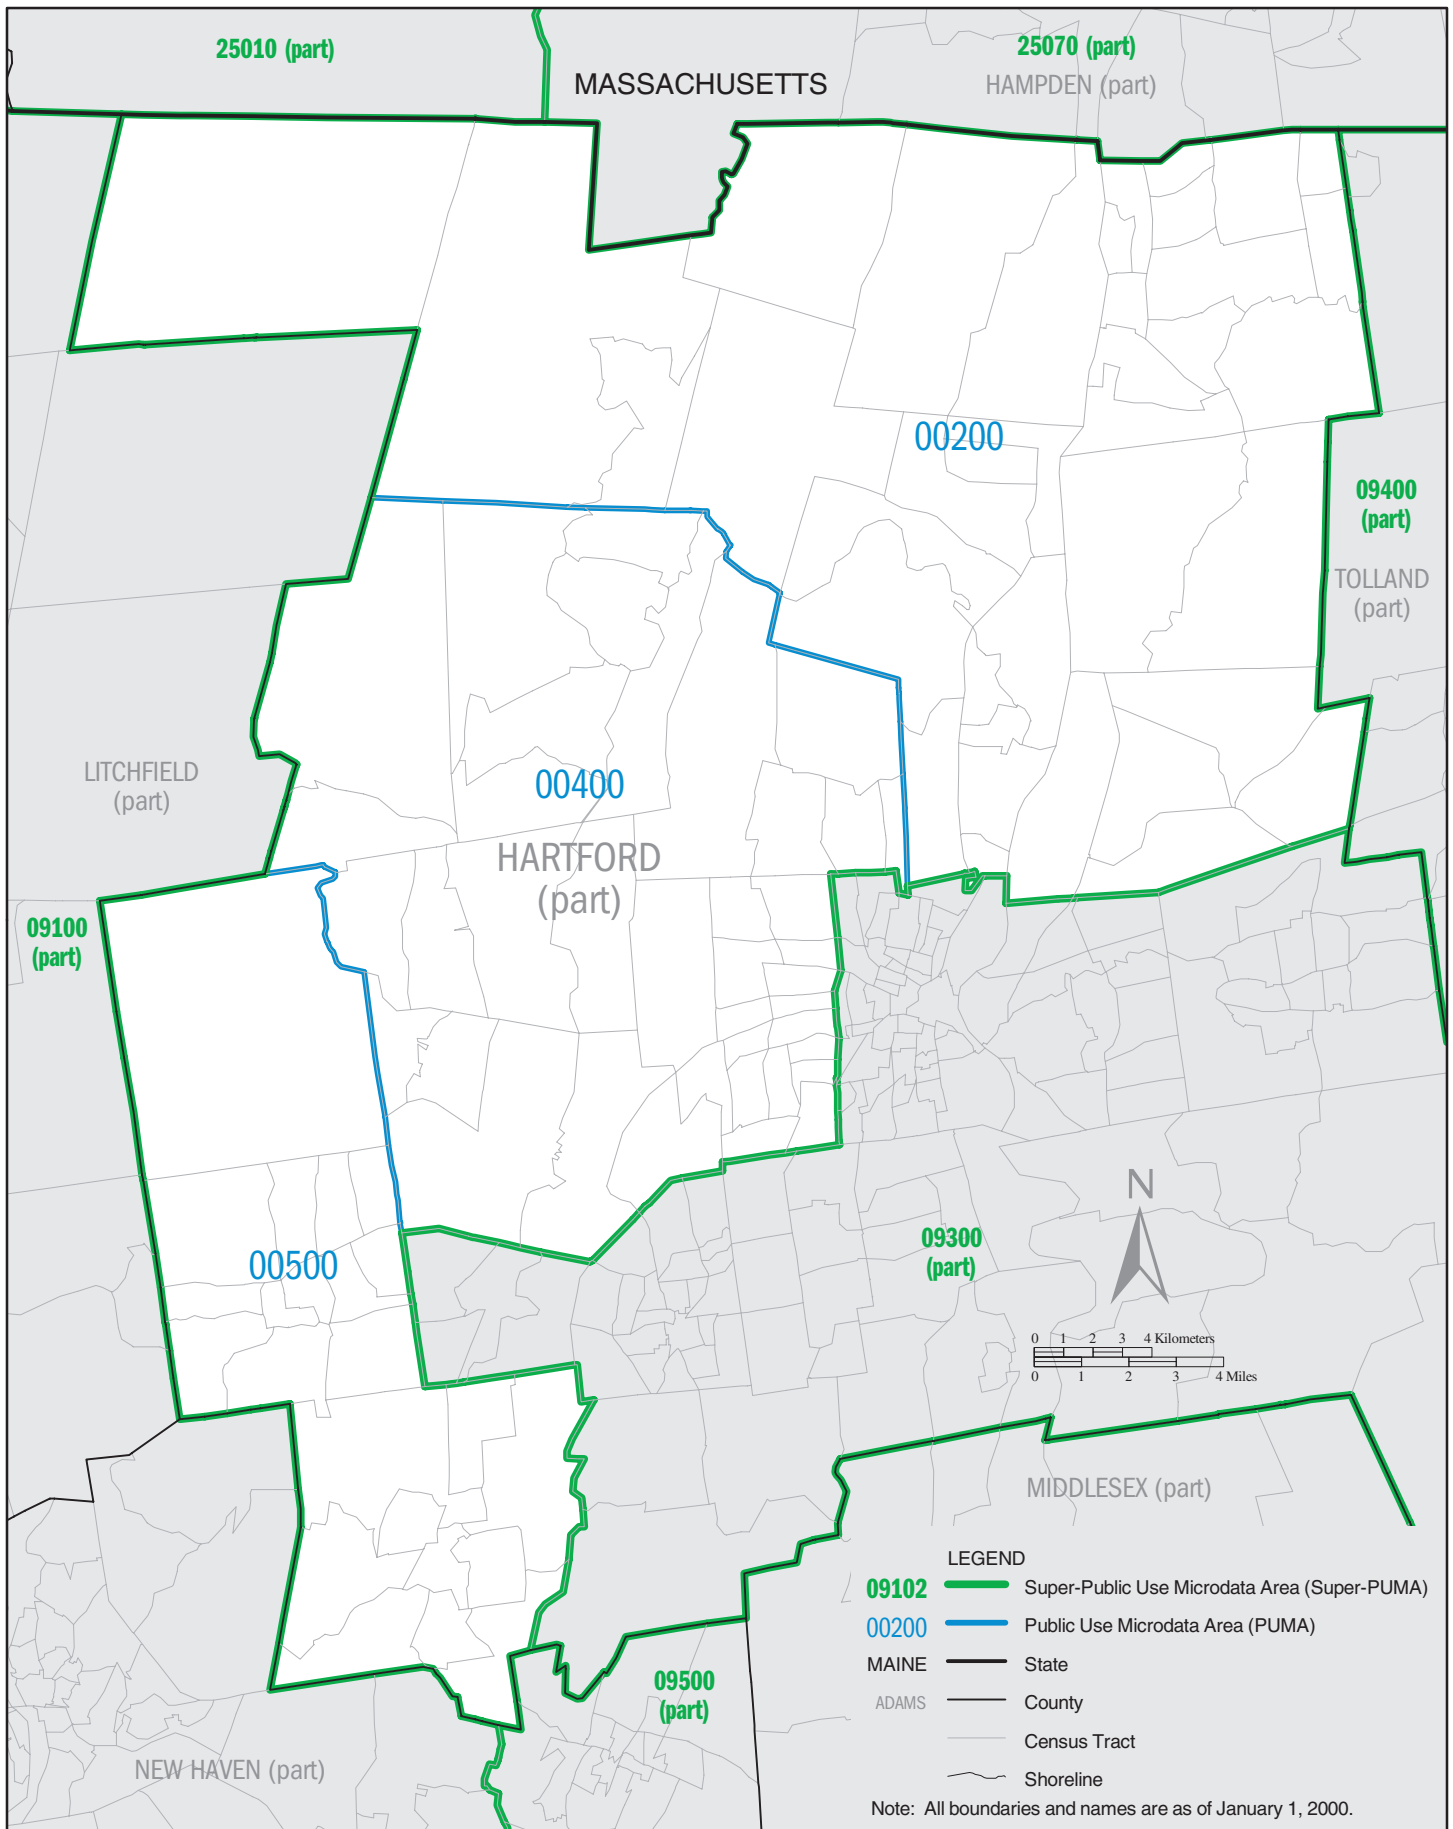 25010 (part)
25070 (part)
MASSACHUSETTS
HAMPDEN (part)
00200
09400
(part)
TOLLAND
(part)
LITCHFIELD
(part)
00400
HARTFORD
(part)
09100
(part)
N
09300
(part)
00500
0 1 2 3 4 Kilometers
0 1 2 3 4 Miles
MIDDLESEX (part)
09500
(part)
NEW HAVEN (part)
LEGEND
09102 Super-Public Use Microdata Area (Super-PUMA)
00200 Public Use Microdata Area (PUMA)
MAINE State
ADAMS County
Census Tract
Shoreline
Note: All boundaries and names are as of January 1, 2000.